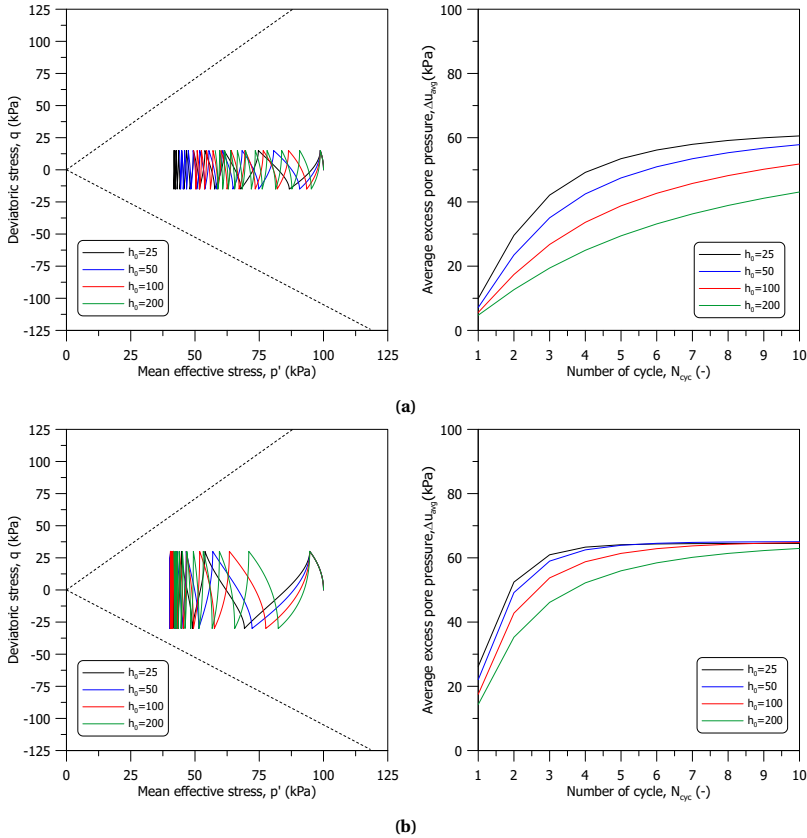 125
100
75
50
25
0
-25
-50
-75
-100
-125
Deviatoric stress, q (kPa)
h₀=25
h₀=50
h₀=100
h₀=200
0 25 50 75 100 125
Mean effective stress, p' (kPa)
100
80
60
40
20
0
Average excess pore pressure, Δu_avg(kPa)
h₀=25
h₀=50
h₀=100
h₀=200
1 2 3 4 5 6 7 8 9 10
Number of cycle, N_cyc (-)
(a)
125
100
75
50
25
0
-25
-50
-75
-100
-125
Deviatoric stress, q (kPa)
h₀=25
h₀=50
h₀=100
h₀=200
0 25 50 75 100 125
Mean effective stress, p' (kPa)
100
80
60
40
20
0
Average excess pore pressure, Δu_avg(kPa)
h₀=25
h₀=50
h₀=100
h₀=200
1 2 3 4 5 6 7 8 9 10
Number of cycle, N_cyc (-)
(b)